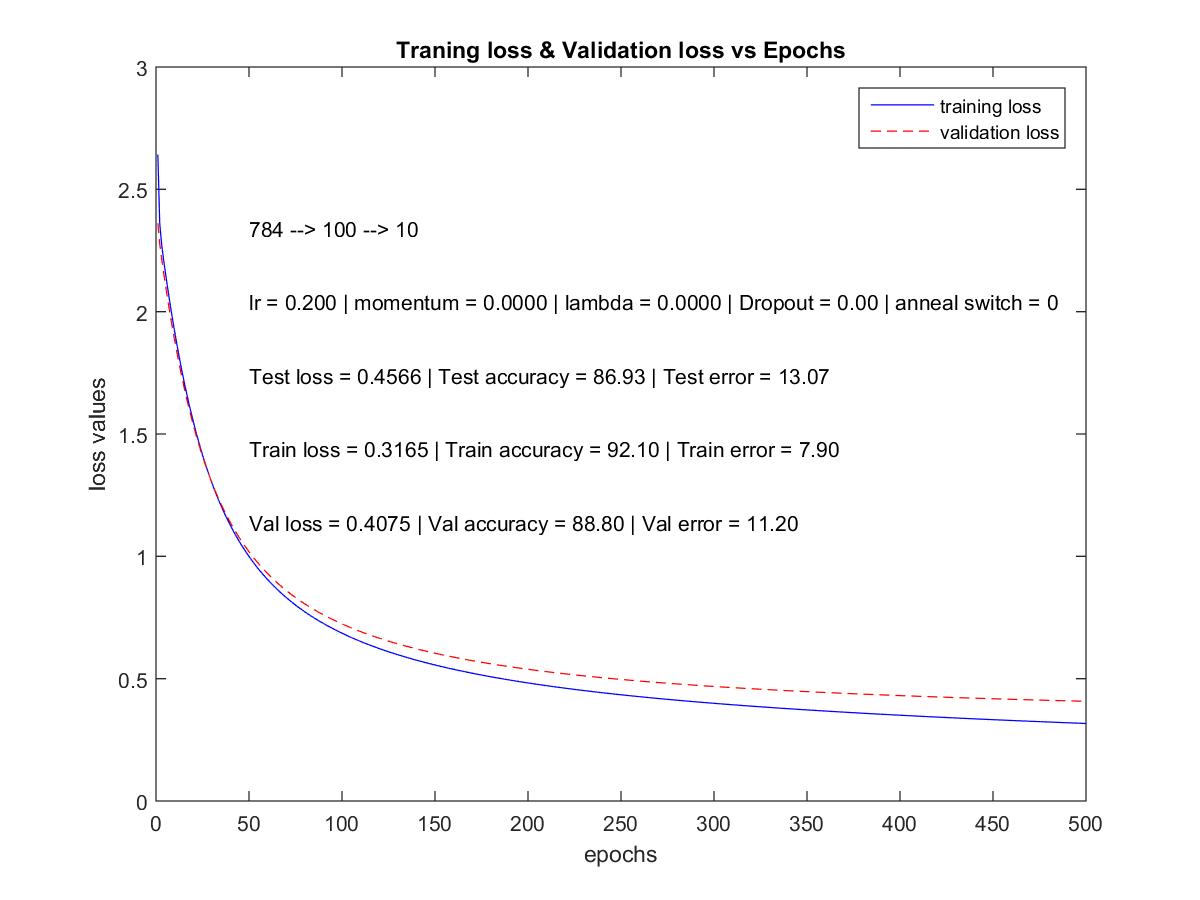 Traning loss & Validation loss vs Epochs
3
training loss
validation loss
2.5
784 --> 100 --> 10
lr = 0.200 | momentum = 0.0000 | lambda = 0.0000 | Dropout = 0.00 | anneal switch = 0
2
Test loss = 0.4566 | Test accuracy = 86.93 | Test error = 13.07
1.5
Train loss = 0.3165 | Train accuracy = 92.10 | Train error = 7.90
loss values
Val loss = 0.4075 | Val accuracy = 88.80 | Val error = 11.20
1
0.5
0
0 50 100 150 200 250 300 350 400 450 500
epochs